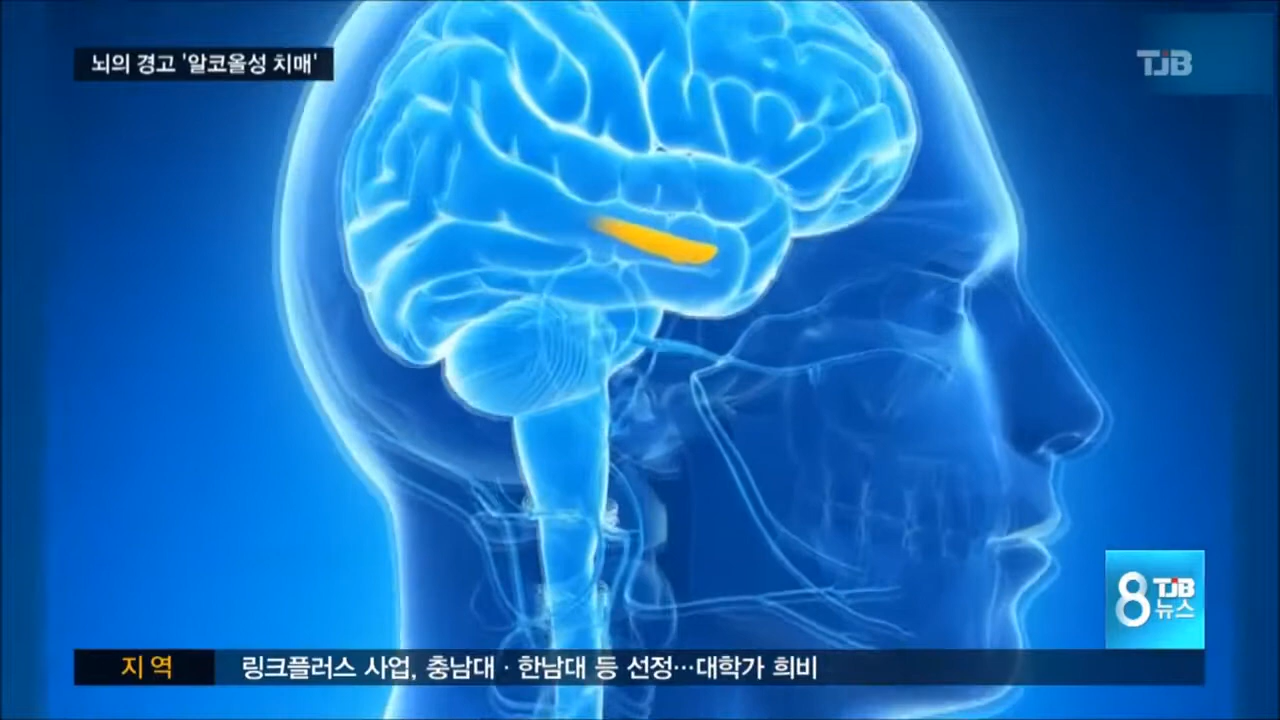 뇌의 경고 '알코올성 치매'
TJB
8 TJB 뉴스
지역 링크플러스 사업, 충남대·한남대 등 선정…대학가 희비